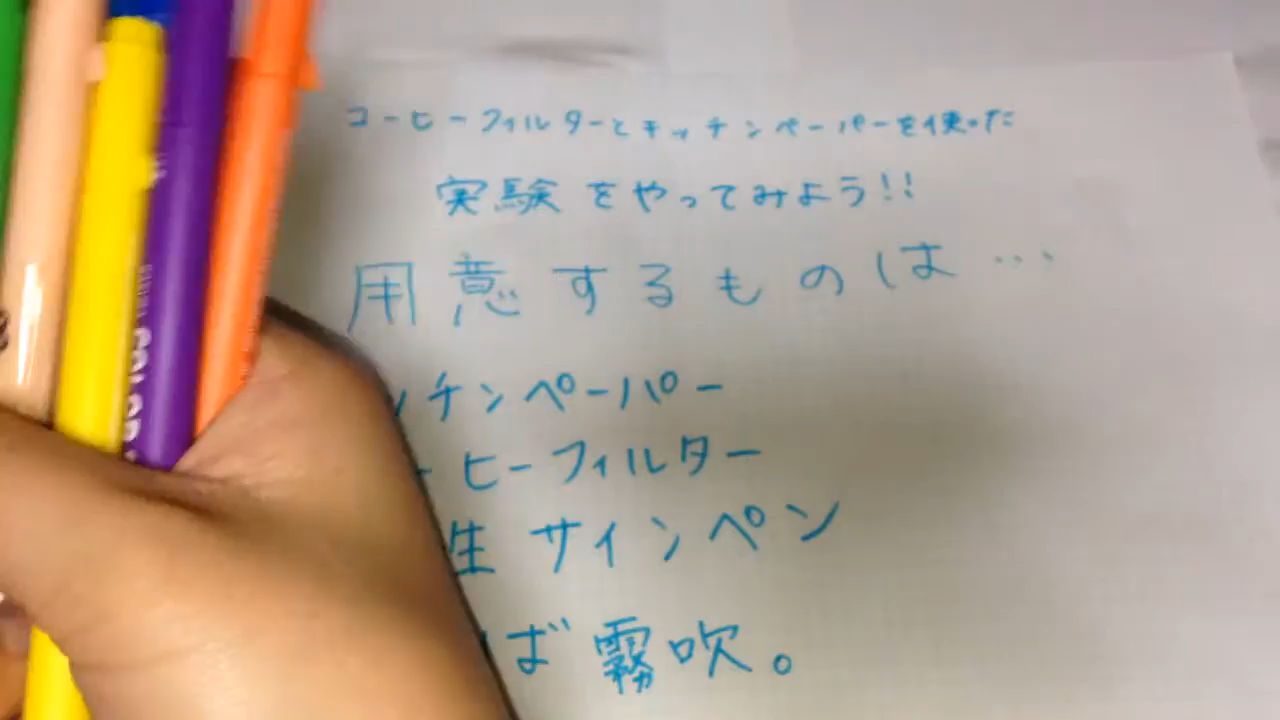 コーヒーフィルターとキッチンペーパーを使った
実験をやってみよう!!
用意するものは…
チンペーパー
ーヒーフィルター
生サインペン
ば霧吹。